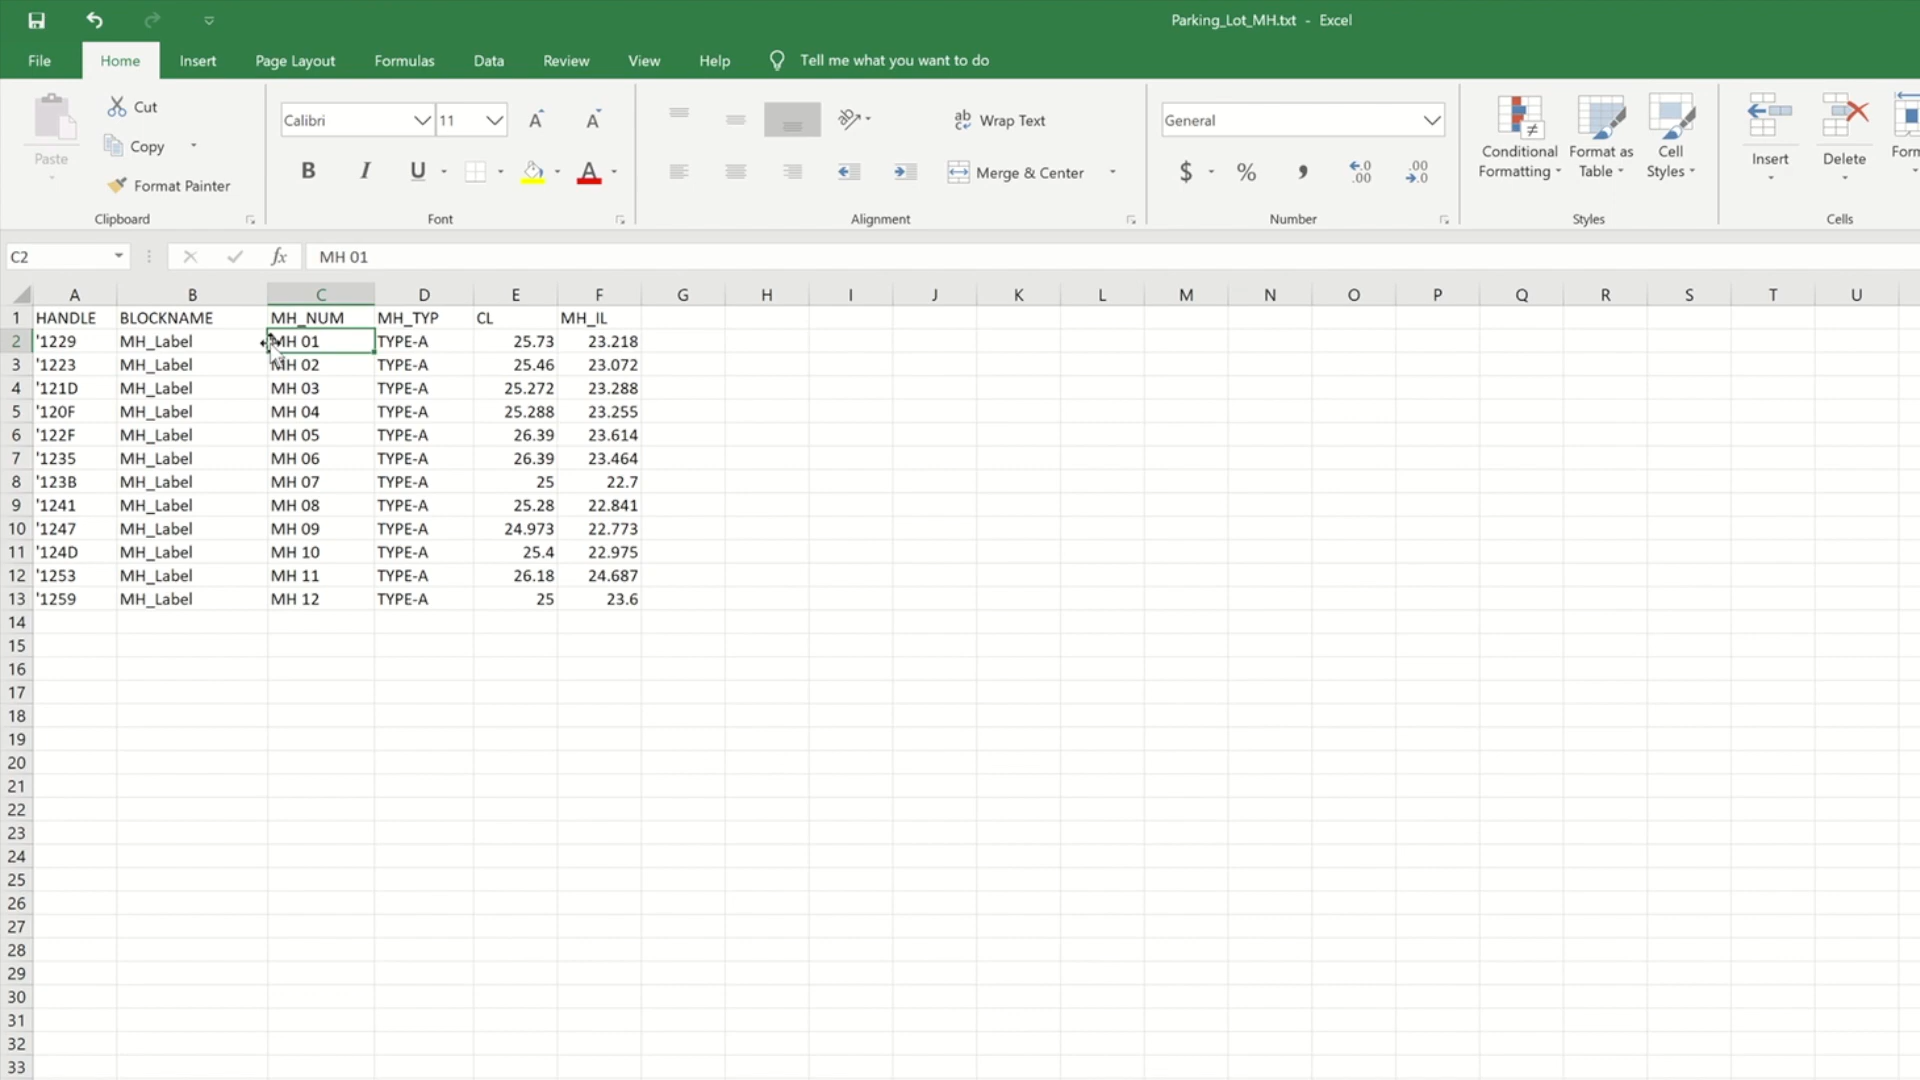 Parking_Lot_MH.txt - Excel
File Home Insert Page Layout Formulas Data Review View Help Tell me what you want to do
Paste Cut Copy Format Painter Clipboard
Calibri 11 A A B I U A Font
ab Wrap Text Merge & Center Alignment
General $ % , Number
Conditional Formatting Format as Table Cell Styles Styles
Insert Delete Cells
C2 fx MH 01
A B C D E F G H I J K L M N O P Q R S T U
1 HANDLE BLOCKNAME MH_NUM MH_TYP CL MH_IL
2 '1229 MH_Label MH 01 TYPE-A 25.73 23.218
3 '1223 MH_Label MH 02 TYPE-A 25.46 23.072
4 '121D MH_Label MH 03 TYPE-A 25.272 23.288
5 '120F MH_Label MH 04 TYPE-A 25.288 23.255
6 '122F MH_Label MH 05 TYPE-A 26.39 23.614
7 '1235 MH_Label MH 06 TYPE-A 26.39 23.464
8 '123B MH_Label MH 07 TYPE-A 25 22.7
9 '1241 MH_Label MH 08 TYPE-A 25.28 22.841
10 '1247 MH_Label MH 09 TYPE-A 24.973 22.773
11 '124D MH_Label MH 10 TYPE-A 25.4 22.975
12 '1253 MH_Label MH 11 TYPE-A 26.18 24.687
13 '1259 MH_Label MH 12 TYPE-A 25 23.6
14
15
16
17
18
19
20
21
22
23
24
25
26
27
28
29
30
31
32
33